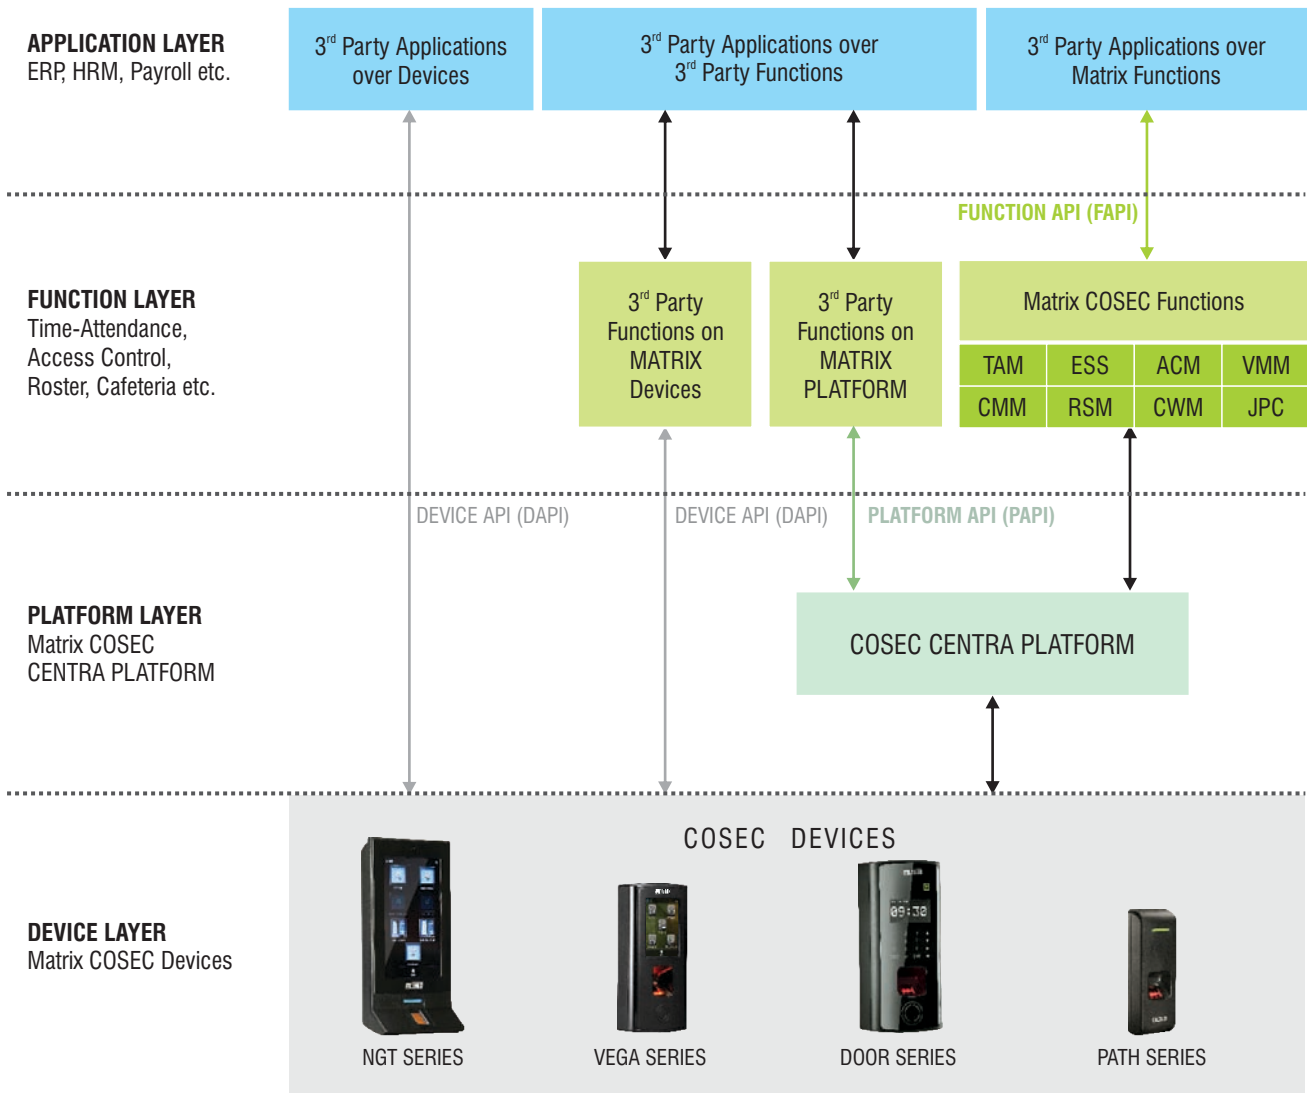 APPLICATION LAYER
ERP, HRM, Payroll etc.
3rd Party Applications
over Devices
3rd Party Applications over
3rd Party Functions
3rd Party Applications over
Matrix Functions
FUNCTION API (FAPI)
FUNCTION LAYER
Time-Attendance,
Access Control,
Roster, Cafeteria etc.
3rd Party
Functions on
MATRIX
Devices
3rd Party
Functions on
MATRIX
PLATFORM
Matrix COSEC Functions
TAM ESS ACM VMM
CMM RSM CWM JPC
DEVICE API (DAPI)
DEVICE API (DAPI)
PLATFORM API (PAPI)
PLATFORM LAYER
Matrix COSEC
CENTRA PLATFORM
COSEC CENTRA PLATFORM
COSEC DEVICES
DEVICE LAYER
Matrix COSEC Devices
09:30
NGT SERIES
VEGA SERIES
DOOR SERIES
PATH SERIES